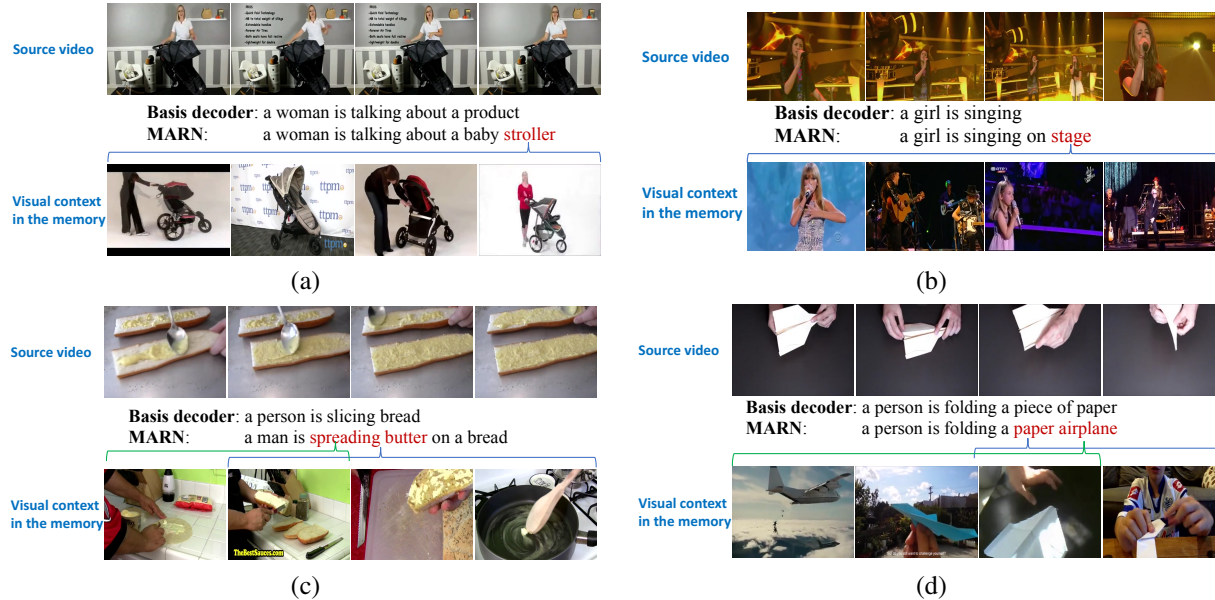 Source video
Basis decoder: a woman is talking about a product
MARN: a woman is talking about a baby stroller
Visual context
in the memory
ttpm
ttpm
(a)
Source video
Basis decoder: a girl is singing
MARN: a girl is singing on stage
Visual context
in the memory
(b)
Source video
Basis decoder: a person is slicing bread
MARN: a man is spreading butter on a bread
Visual context
in the memory
TheBestSauces.com
(c)
Source video
Basis decoder: a person is folding a piece of paper
MARN: a person is folding a paper airplane
Visual context
in the memory
(d)